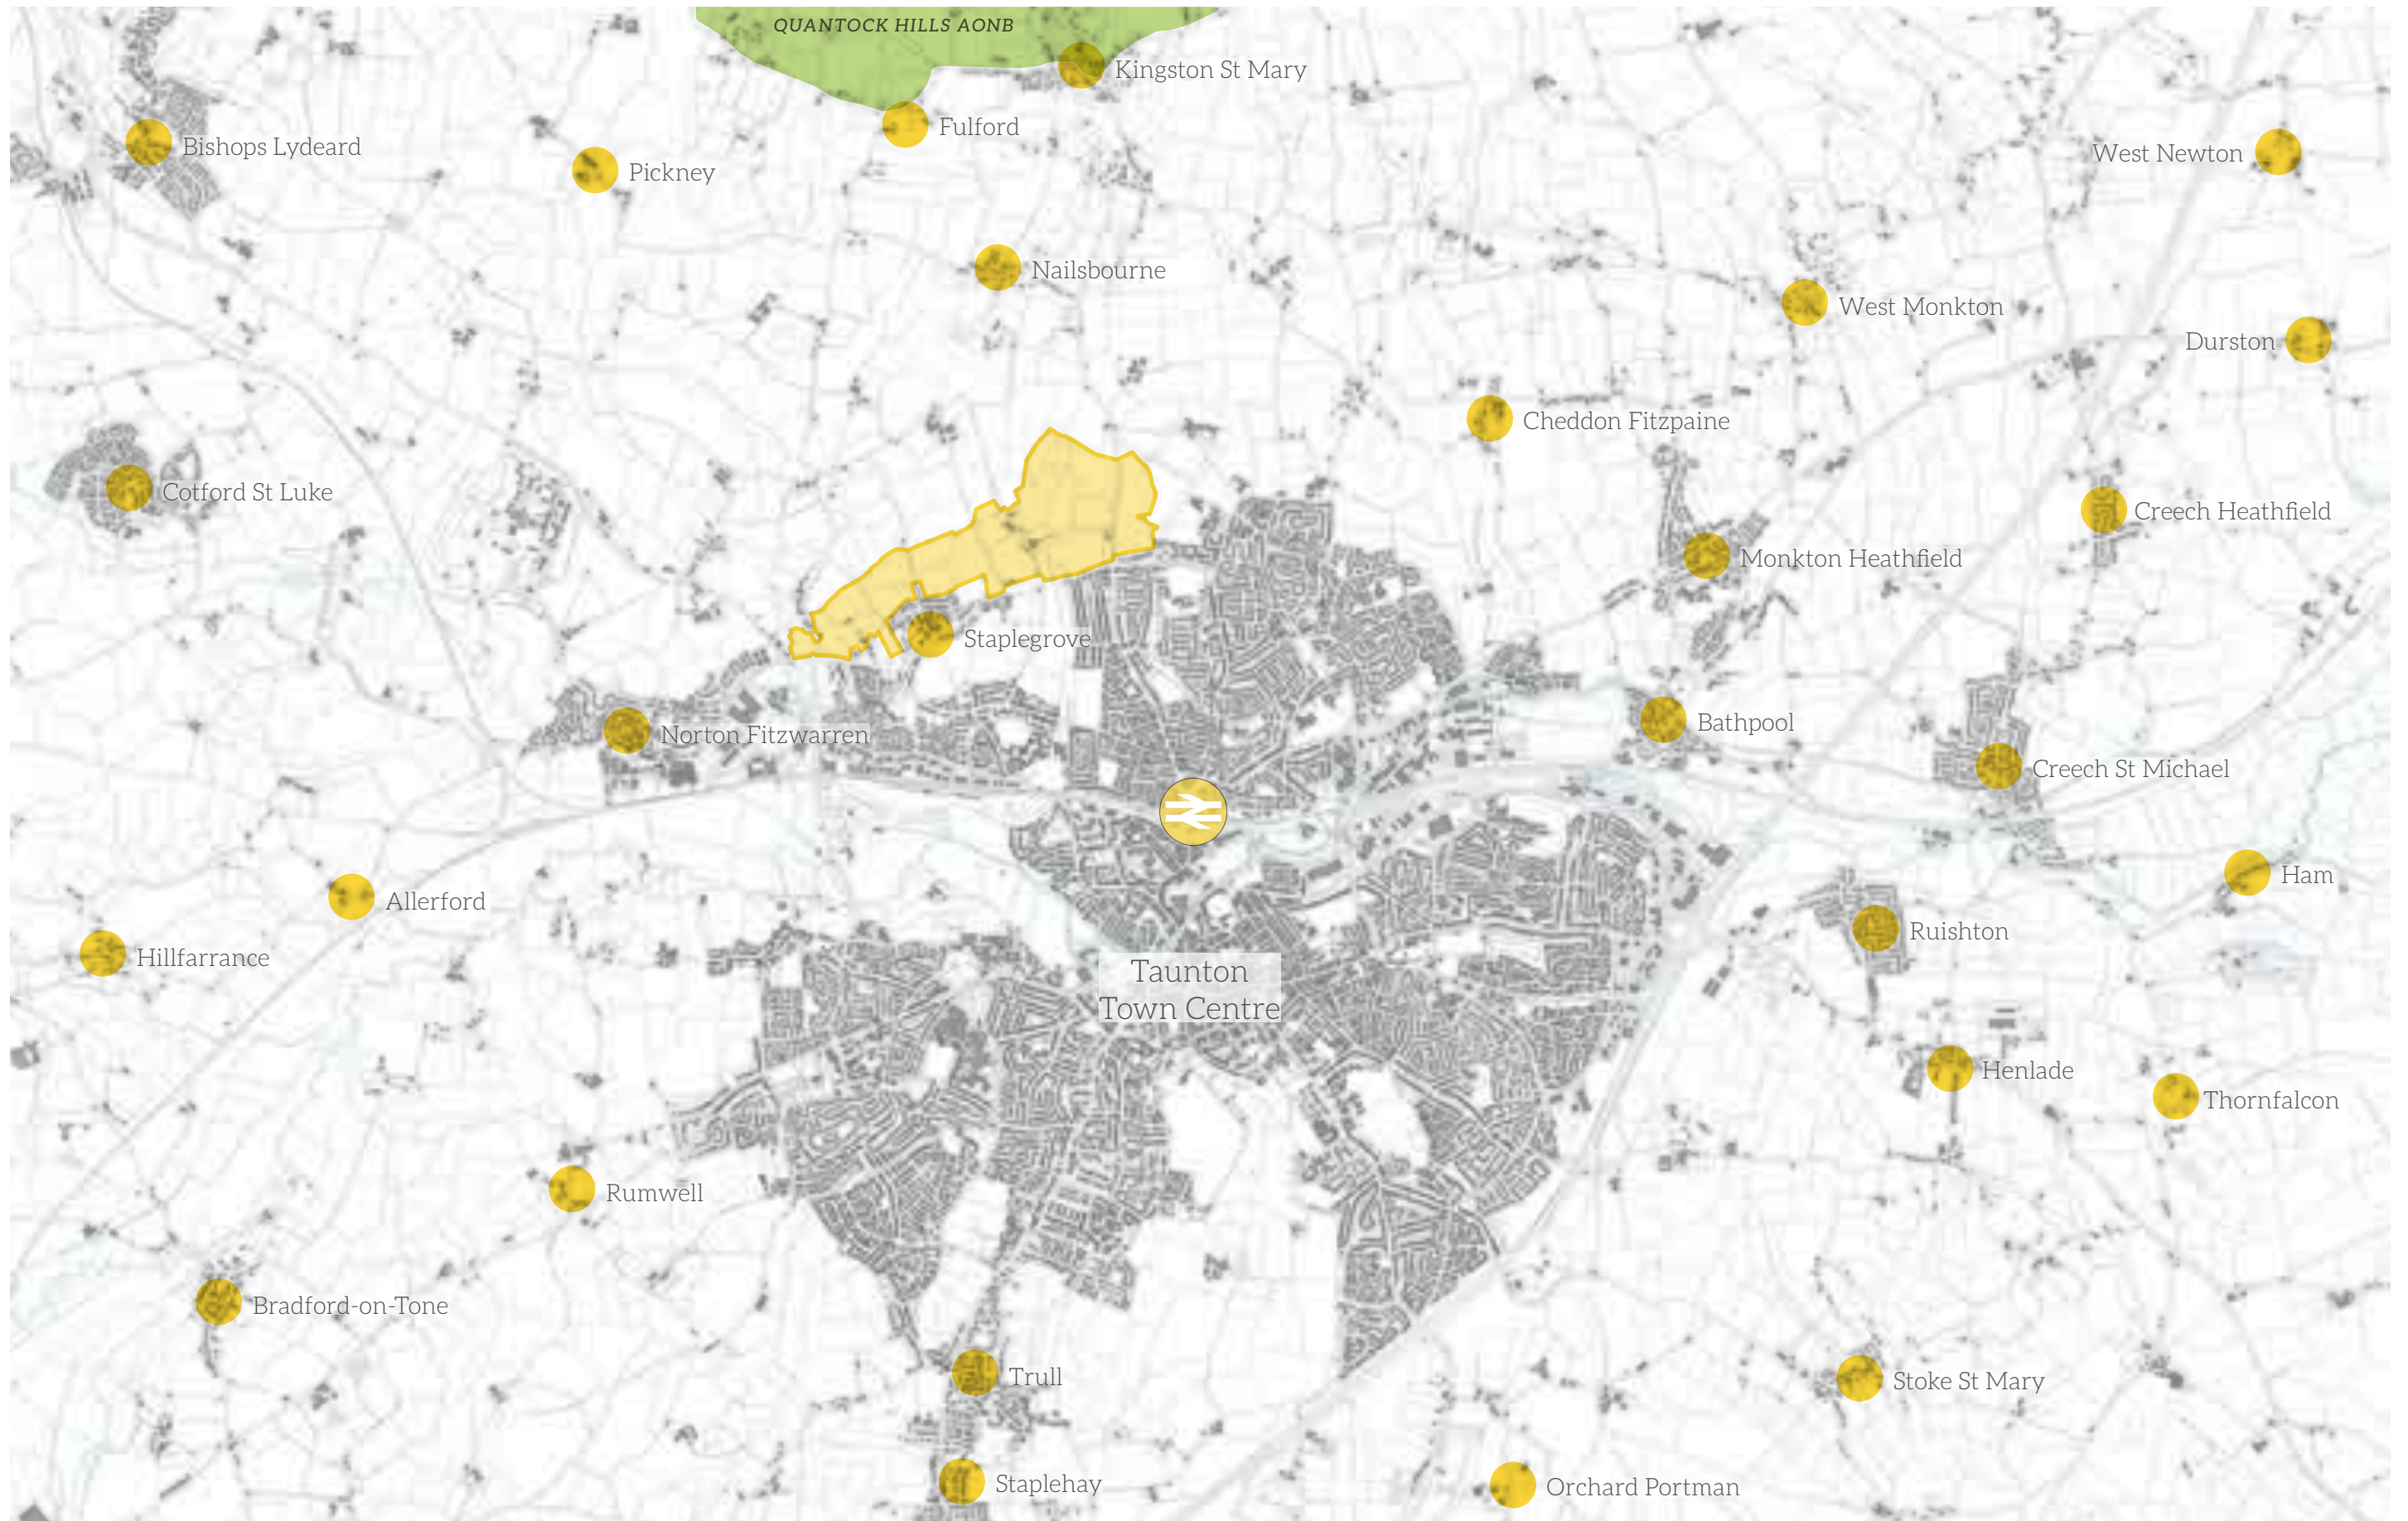 QUANTOCK HILLS AONB
Kingston St Mary
Fulford
Bishops Lydeard
West Newton
Pickney
Nailsbourne
West Monkton
Durston
Cheddon Fitzpaine
Cotford St Luke
Creech Heathfield
Monkton Heathfield
Staplegrove
Bathpool
Norton Fitzwarren
Creech St Michael
Ham
Allerford
Ruishton
Hillfarrance
Taunton
Town Centre
Henlade
Thornfalcon
Rumwell
Bradford-on-Tone
Trull
Stoke St Mary
Staplehay
Orchard Portman